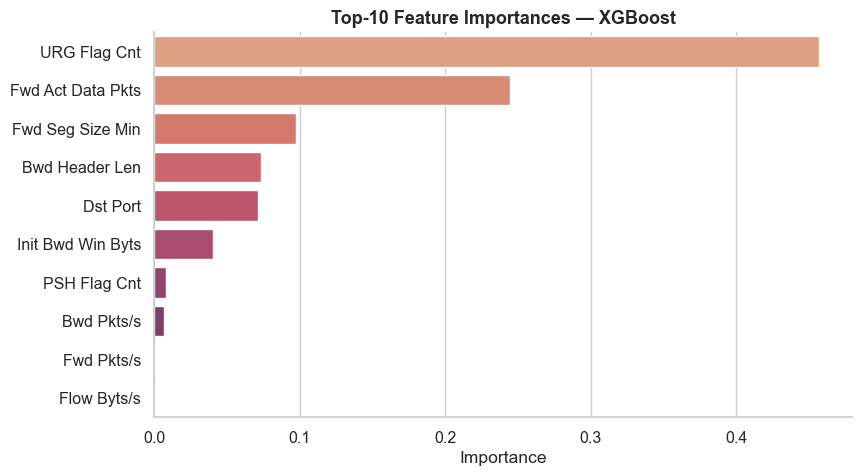 Top-10 Feature Importances — XGBoost
URG Flag Cnt
Fwd Act Data Pkts
Fwd Seg Size Min
Bwd Header Len
Dst Port
Init Bwd Win Byts
PSH Flag Cnt
Bwd Pkts/s
Fwd Pkts/s
Flow Byts/s
0.0 0.1 0.2 0.3 0.4
Importance